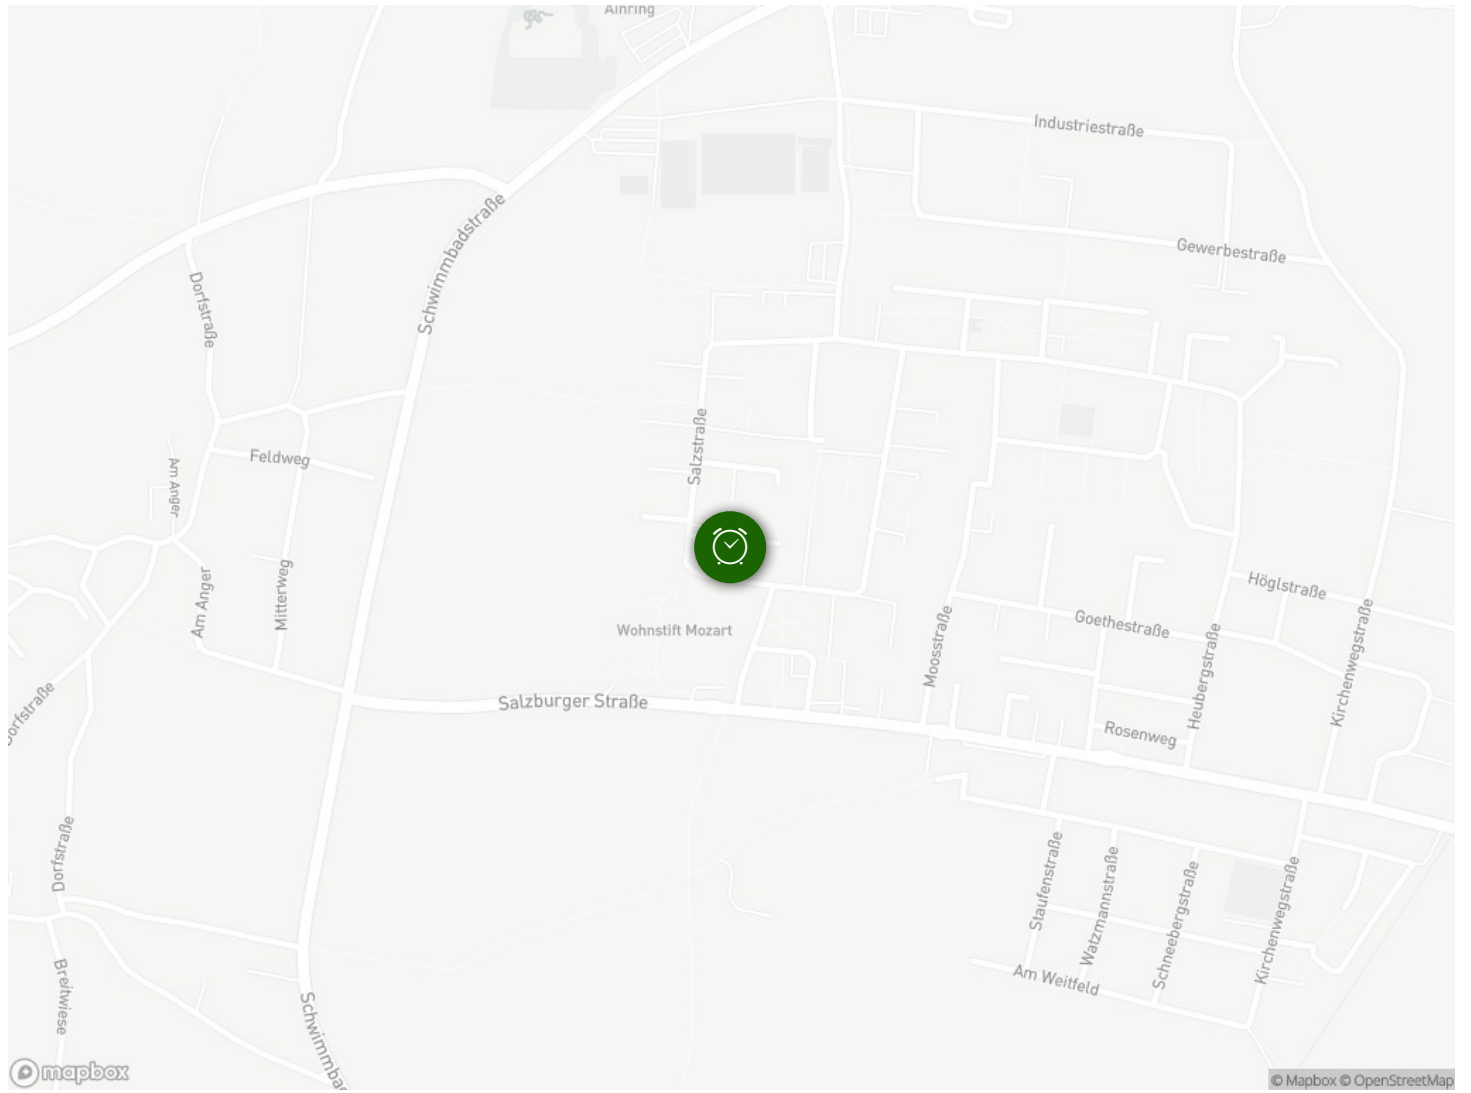 Ainring
Industriestraße
Schwimmbadstraße
Gewerbestraße
Dorfstraße
Salzstraße
Feldweg
Am Anger
Am Anger
Mitterweg
Höglstraße
Goethestraße
Wohnstift Mozart
Moosstraße
Heubergstraße
Kirchenwegstraße
Salzburger Straße
Dorfstraße
Rosenweg
Dorfstraße
Staufenstraße
Watzmannstraße
Schneebergstraße
Kirchenwegstraße
Am Weitfeld
Breitwiese
Schwimmbad
mapbox
© Mapbox © OpenStreetMap